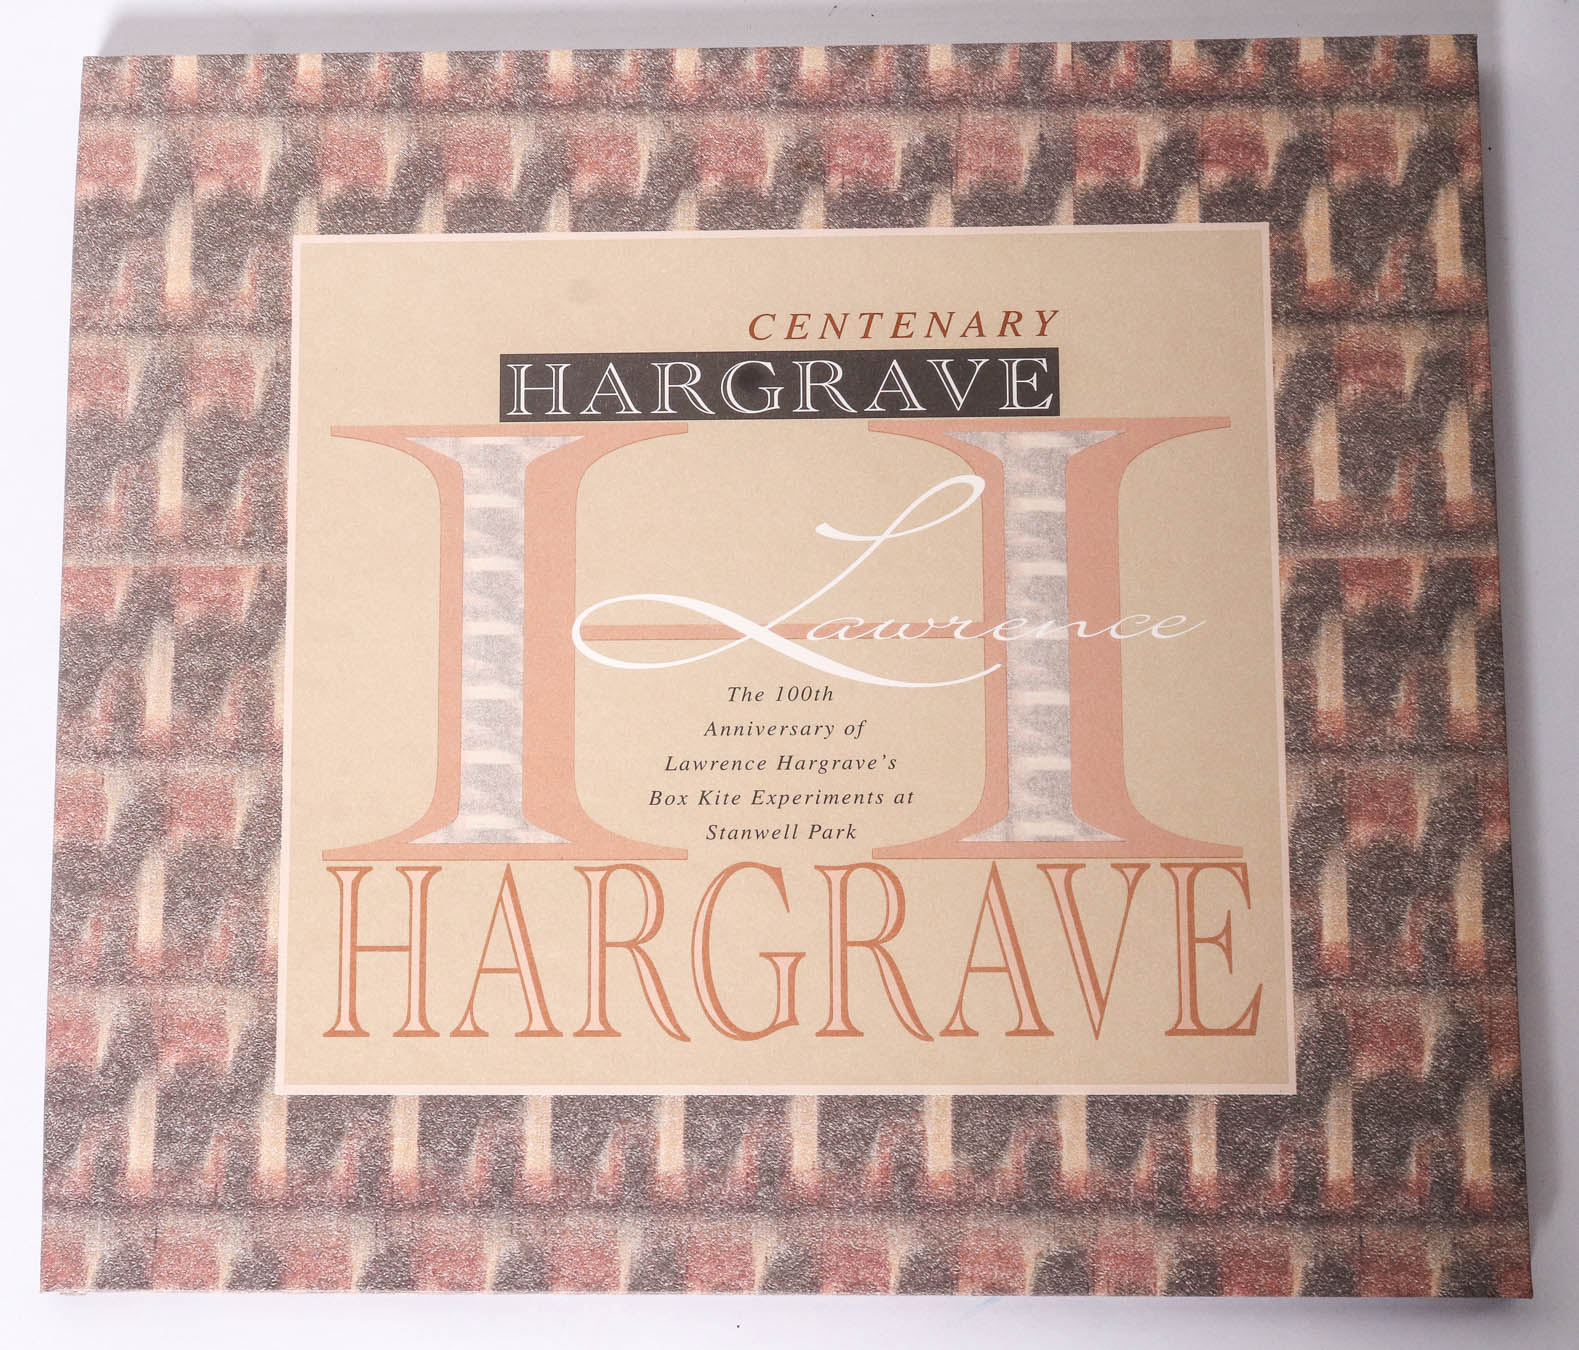 CENTENARY
HARGRAVE
H
Lawrence
The 100th
Anniversary of
Lawrence Hargrave's
Box Kite Experiments at
Stanwell Park
HARGRAVE